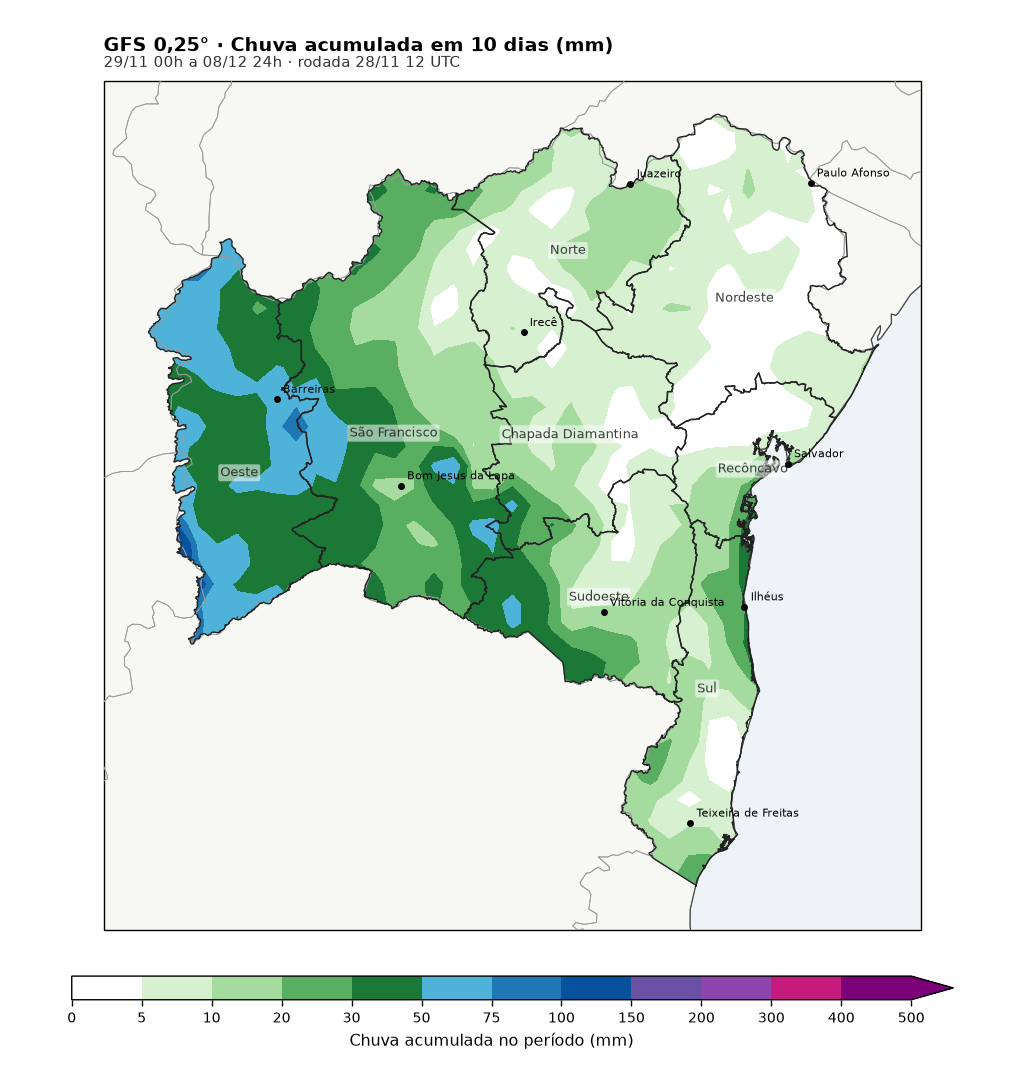 GFS 0,25° · Chuva acumulada em 10 dias (mm)
29/11 00h a 08/12 24h · rodada 28/11 12 UTC
Juazeiro
Paulo Afonso
Norte
Nordeste
Irecê
Barreiras
São Francisco
Chapada Diamantina
Salvador
Oeste
Recôncavo
Bom Jesus da Lapa
Sudoeste
Ilhéus
Vitória da Conquista
Sul
Teixeira de Freitas
0 5 10 20 30 50 75 100 150 200 300 400 500
Chuva acumulada no período (mm)